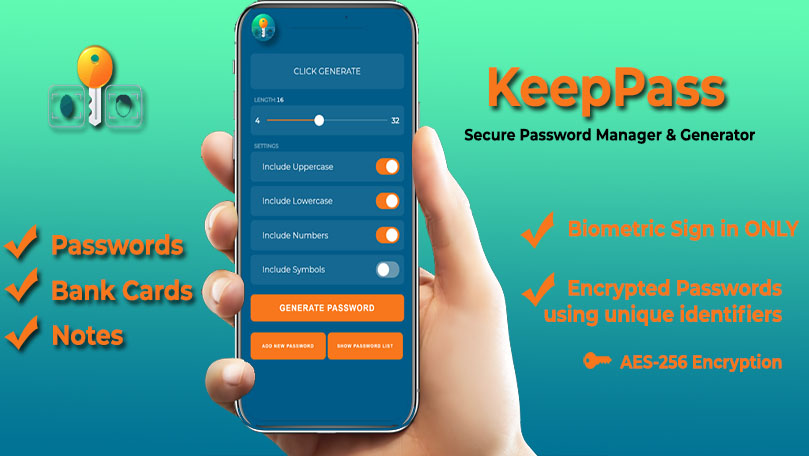 KeepPass
Secure Password Manager & Generator
CLICK GENERATE
LENGTH: 16
4
32
SETTINGS
Include Uppercase
Include Lowercase
Include Numbers
Include Symbols
GENERATE PASSWORD
ADD NEW PASSWORD
SHOW PASSWORD LIST
Passwords
Bank Cards
Notes
Biometric Sign in ONLY
Encrypted Passwords
using unique identifiers
AES-256 Encryption